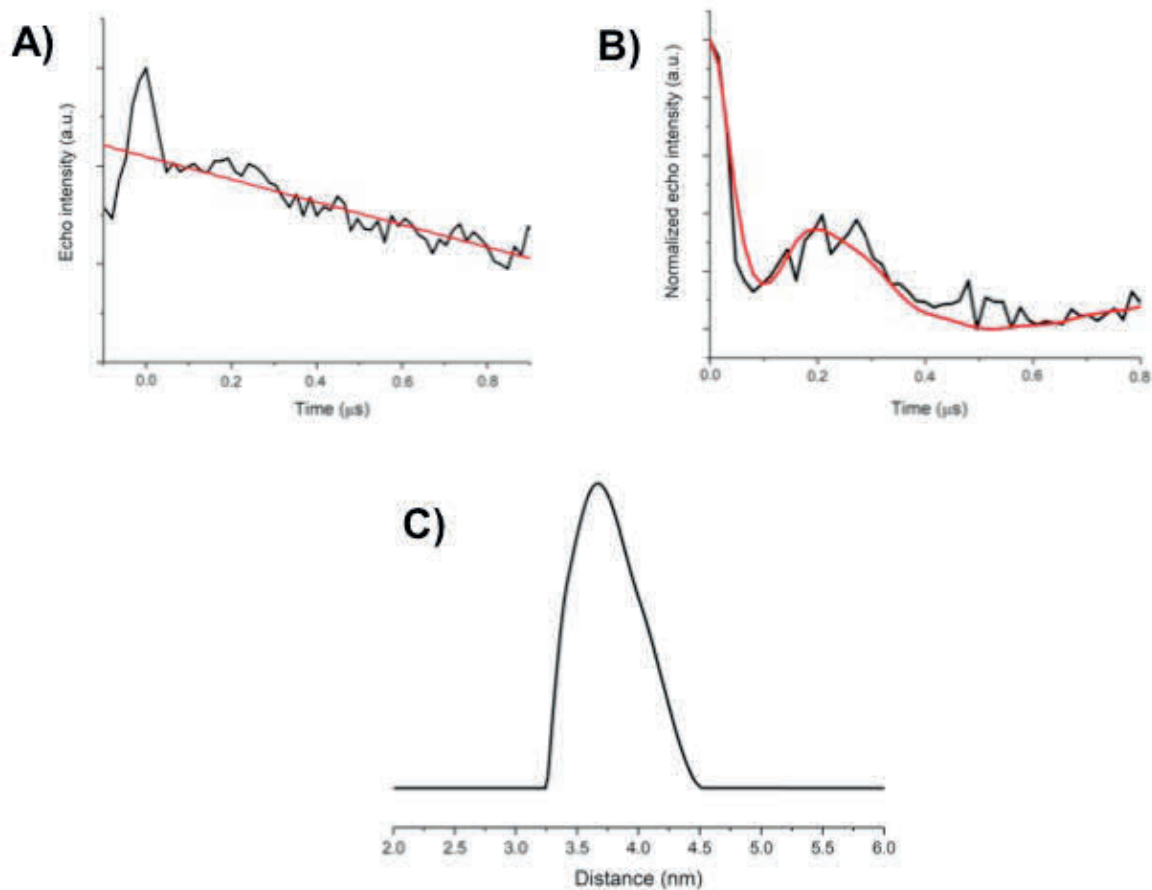 A)
Echo intensity (a.u.)
0.0 0.2 0.4 0.6 0.8
Time (μs)
B)
Normalized echo intensity (a.u.)
0.0 0.2 0.4 0.6 0.8
Time (μs)
C)
2.0 2.5 3.0 3.5 4.0 4.5 5.0 5.5 6.0
Distance (nm)